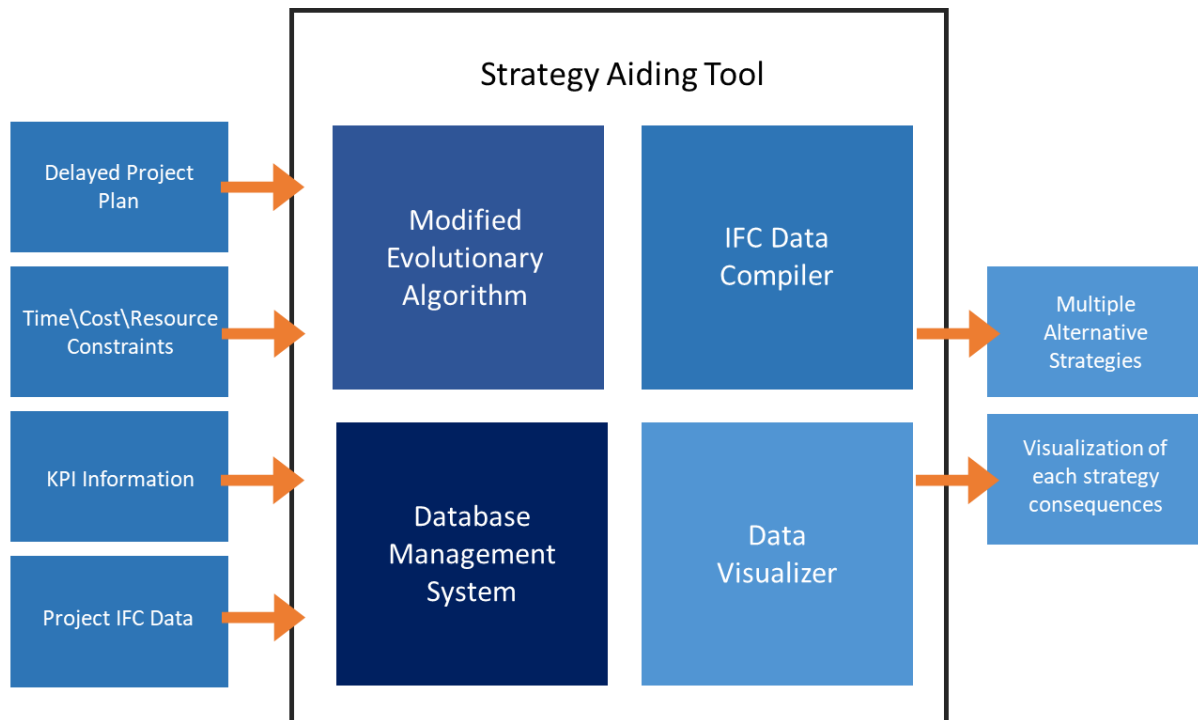 Strategy Aiding Tool
Delayed Project
Plan
Time\Cost\Resource
Constraints
KPI Information
Project IFC Data
Modified
Evolutionary
Algorithm
IFC Data
Compiler
Database
Management
System
Data
Visualizer
Multiple
Alternative
Strategies
Visualization of
each strategy
consequences